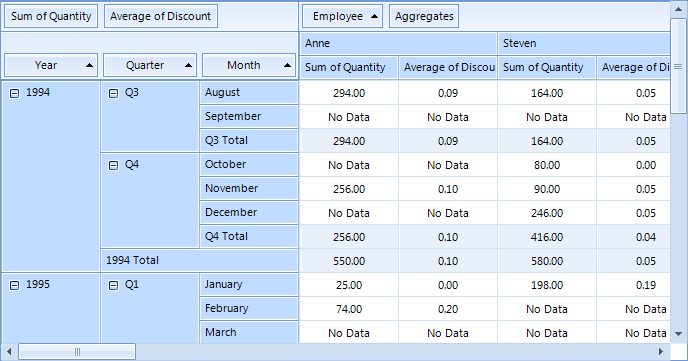 Sum of Quantity Average of Discount Employee Aggregates
Anne Steven
Year Quarter Month Sum of Quantity Average of Discou Sum of Quantity Average of Di
1994 Q3 August 294.00 0.09 164.00 0.05
September No Data No Data No Data No Data
Q3 Total 294.00 0.09 164.00 0.05
Q4 October No Data No Data 80.00 0.00
November 256.00 0.10 90.00 0.05
December No Data No Data 246.00 0.05
Q4 Total 256.00 0.10 416.00 0.04
1994 Total 550.00 0.10 580.00 0.05
1995 Q1 January 25.00 0.00 198.00 0.19
February 74.00 0.20 No Data No Data
March No Data No Data No Data No Data